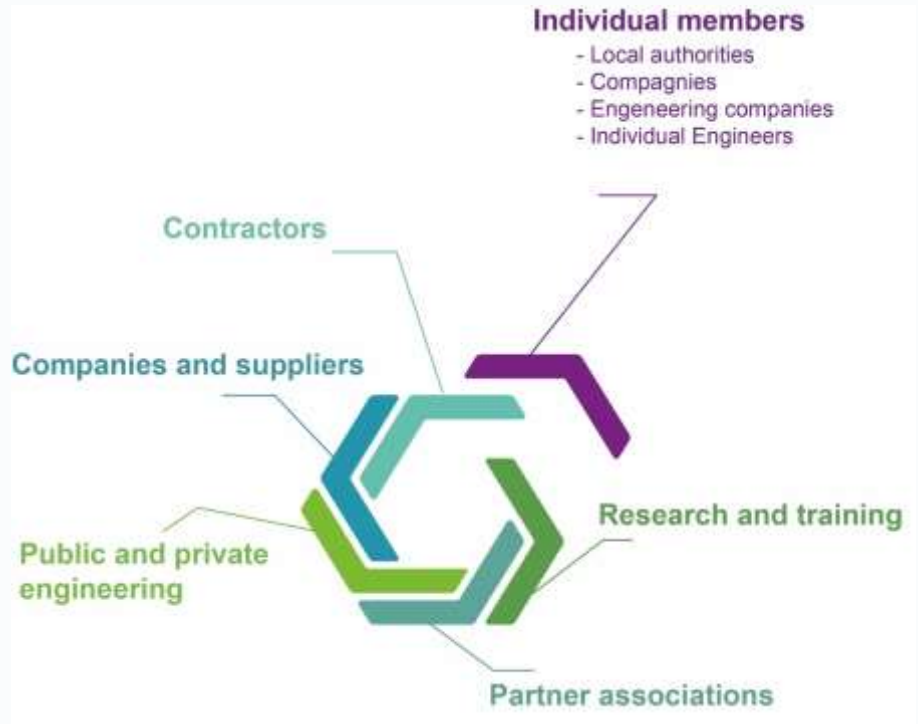 Individual members
- Local authorities
- Compagnies
- Engeneering companies
- Individual Engineers
Contractors
Companies and suppliers
Research and training
Public and private
engineering
Partner associations